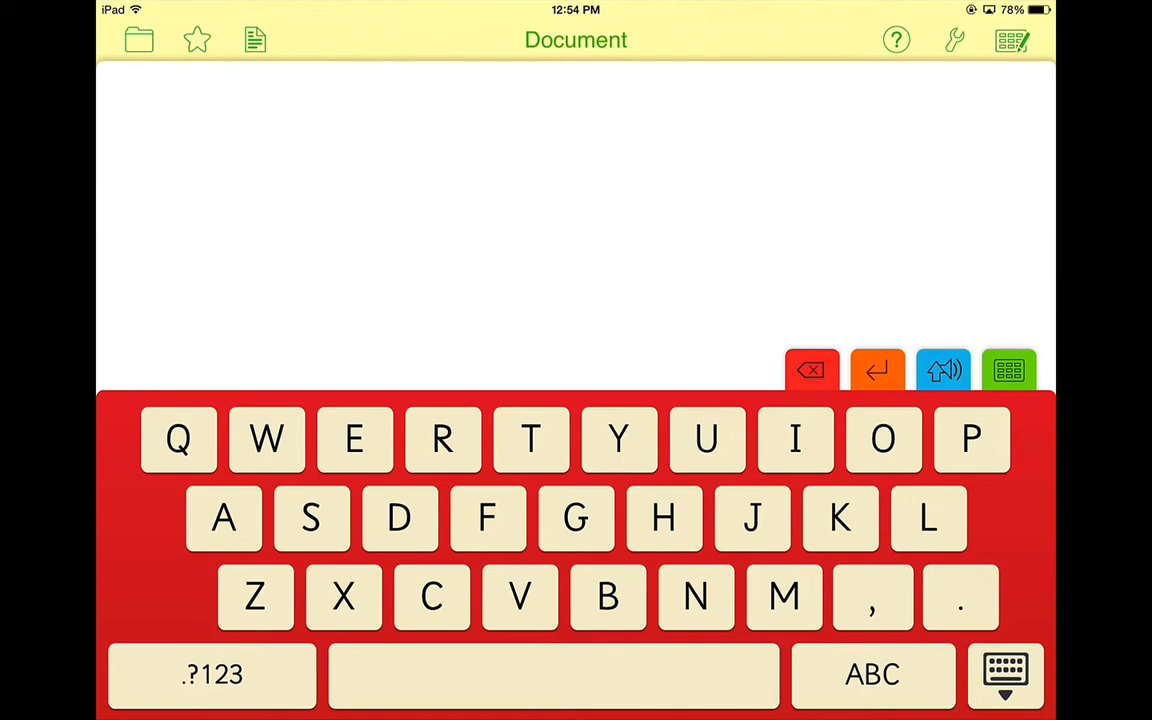 iPad 12:54 PM 78%
? Document
Q W E R T Y U I O P
A S D F G H J K L
Z X C V B N M , .
.?123 ABC